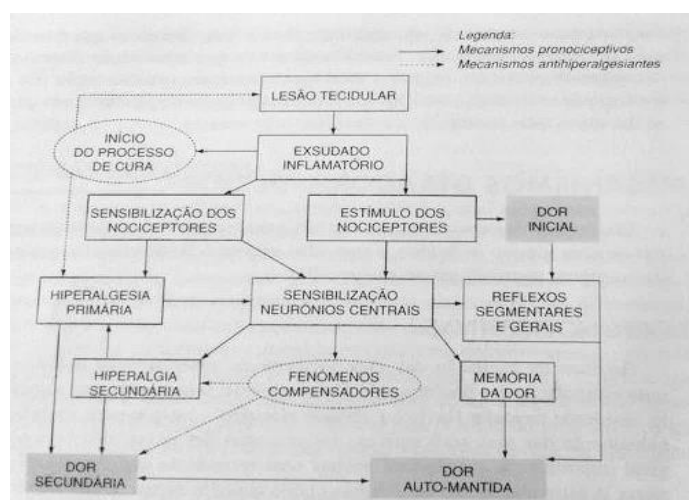 Legenda:
Mecanismos pronociceptivos
Mecanismos antihiperalgesiantes
LESÃO TECIDULAR
INÍCIO
DO PROCESSO
DE CURA
EXSUDADO
INFLAMATÓRIO
SENSIBILIZAÇÃO DOS
NOCICEPTORES
ESTÍMULO DOS
NOCICEPTORES
DOR
INICIAL
HIPERALGESIA
PRIMÁRIA
SENSIBILIZAÇÃO
NEURÓNIOS CENTRAIS
REFLEXOS
SEGMENTARES
E GERAIS
HIPERALGIA
SECUNDÁRIA
FENÓMENOS
COMPENSADORES
MEMÓRIA
DA DOR
DOR
SECUNDÁRIA
DOR
AUTO-MANTIDA